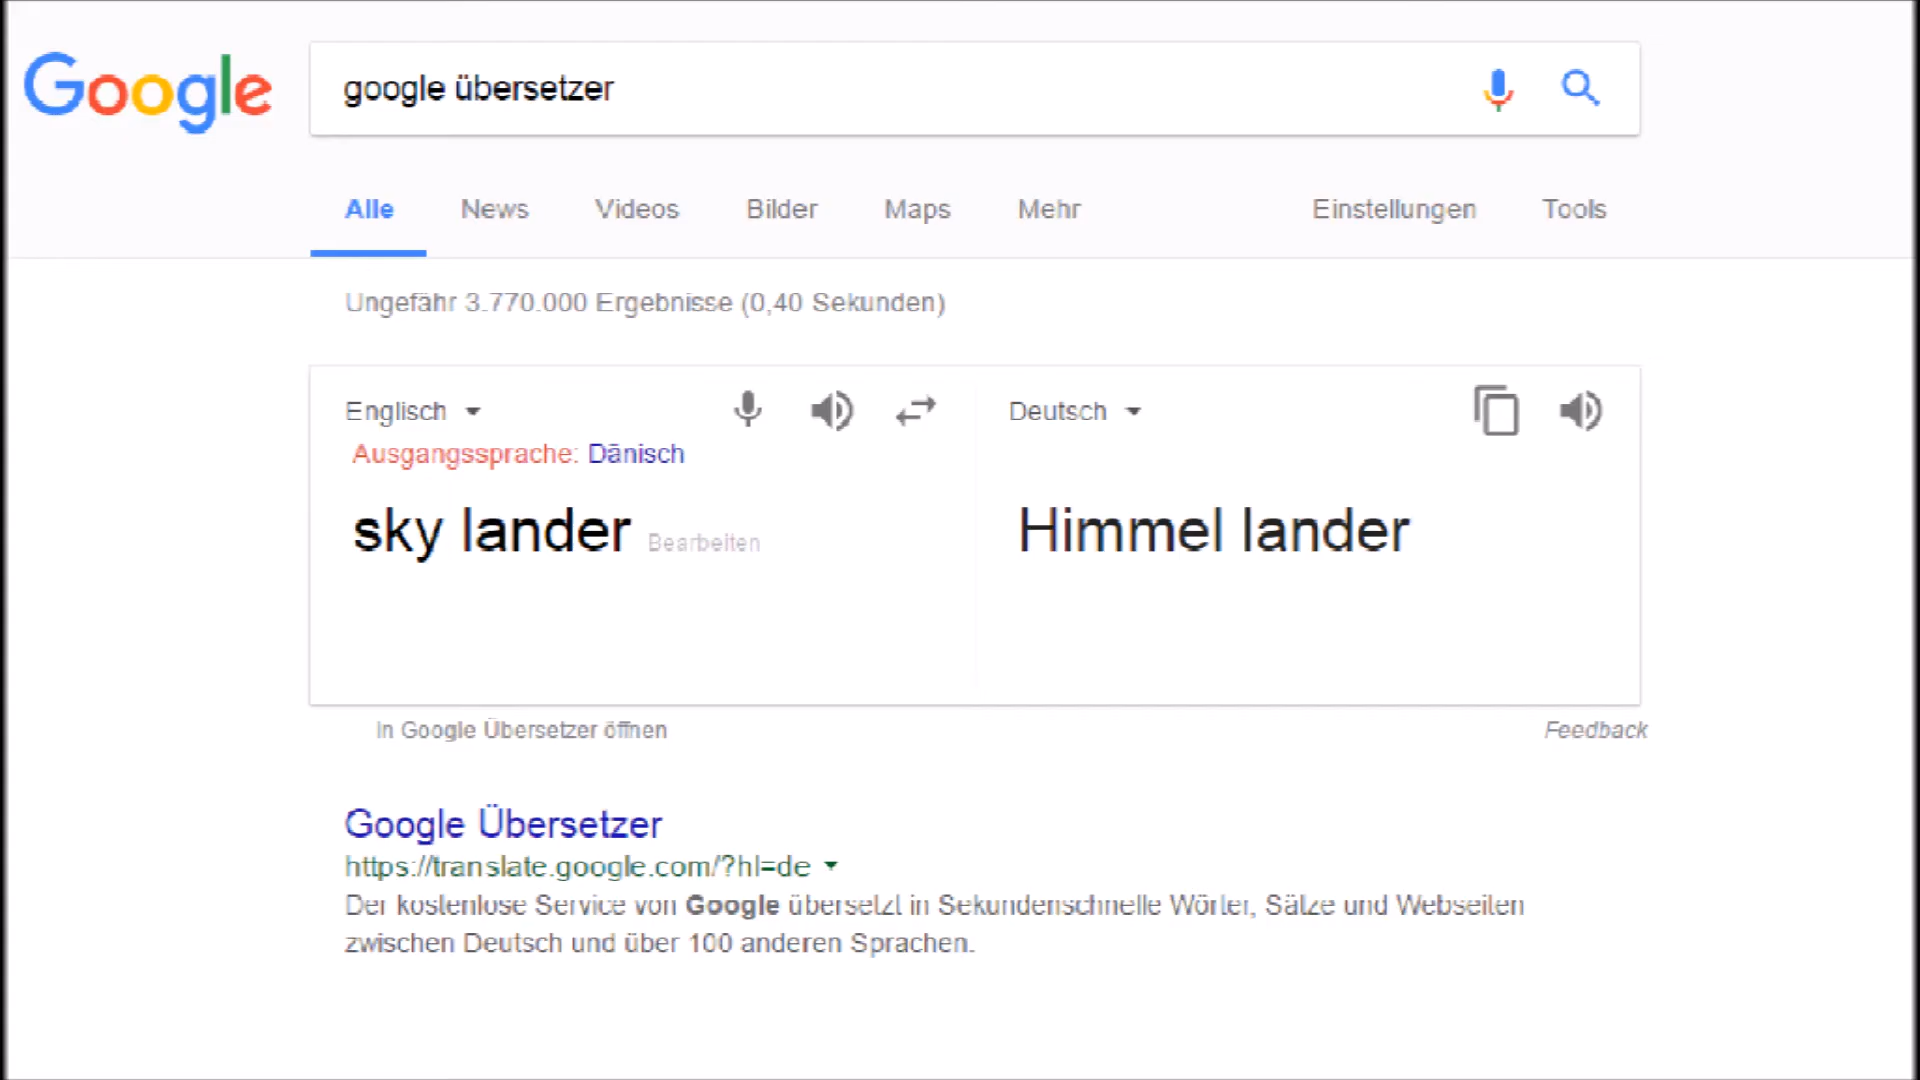 Google
google übersetzer
Alle News Videos Bilder Maps Mehr Einstellungen Tools
Ungefähr 3.770.000 Ergebnisse (0,40 Sekunden)
Englisch Deutsch
Ausgangssprache: Dänisch
sky lander Bearbeiten Himmel lander
In Google Übersetzer öffnen Feedback
Google Übersetzer
https://translate.google.com/?hl=de
Der kostenlose Service von Google übersetzt in Sekundenschnelle Wörter, Sätze und Webseiten
zwischen Deutsch und über 100 anderen Sprachen.